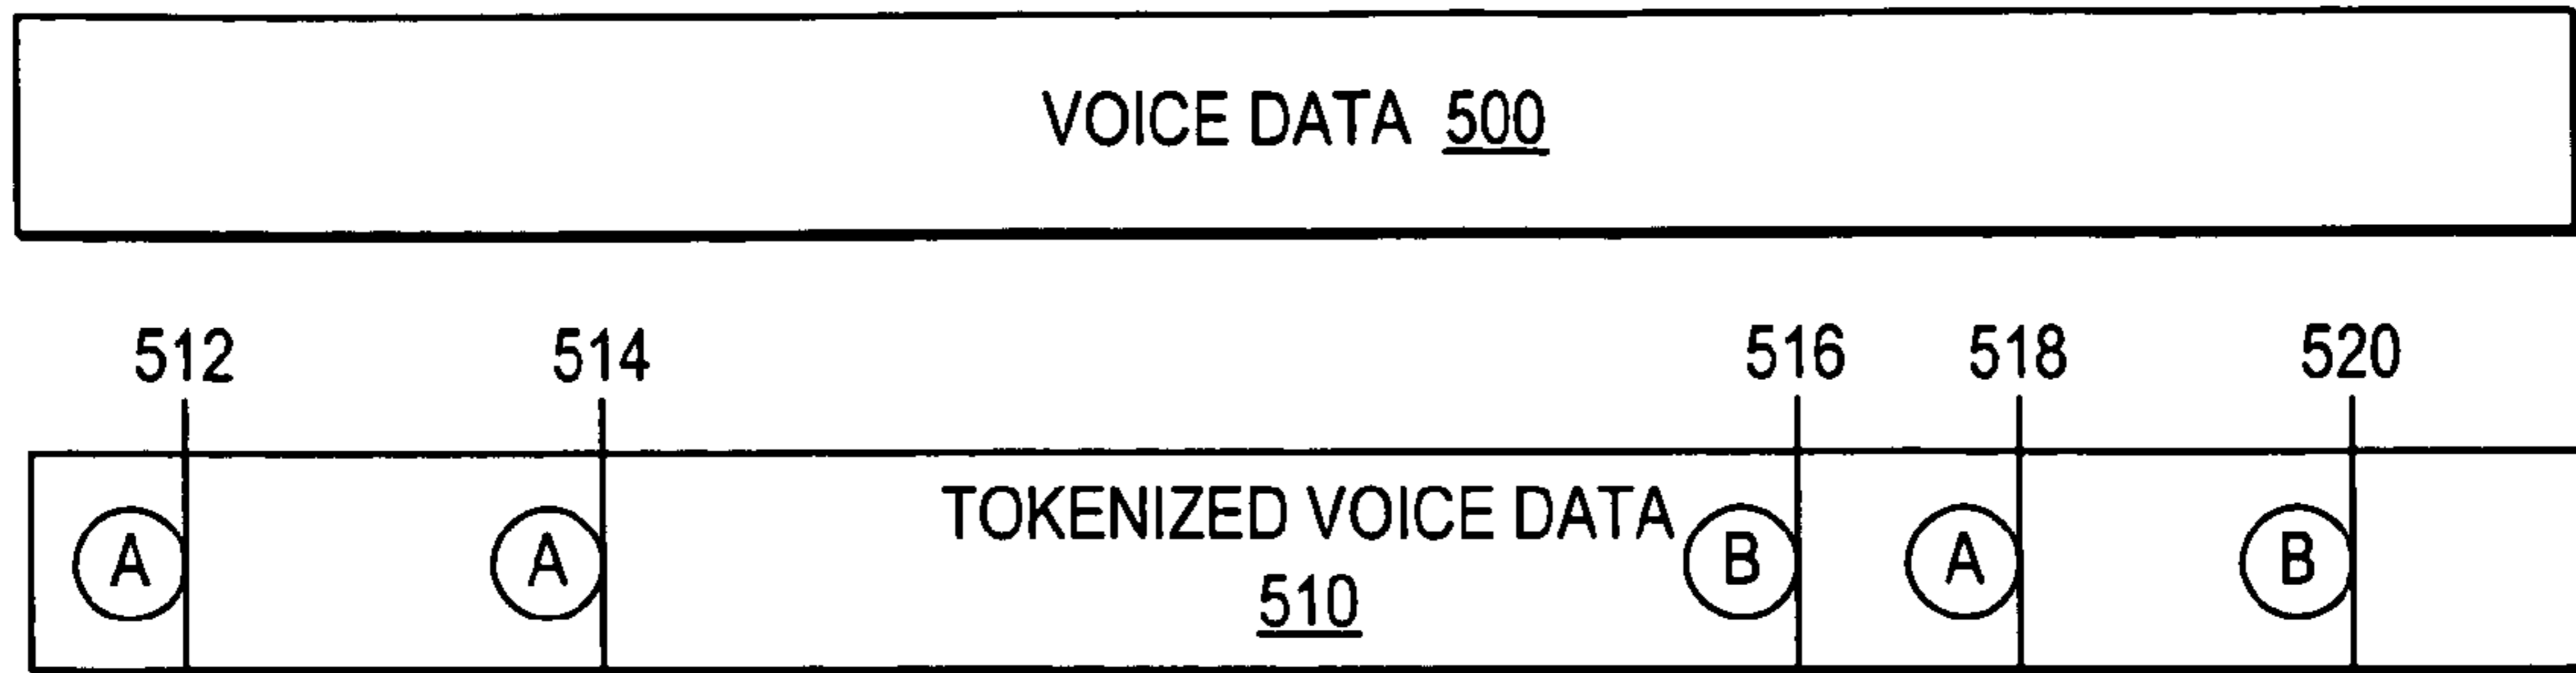 VOICE DATA 500
512 514 516 518 520
TOKENIZED VOICE DATA
A A B A B
510